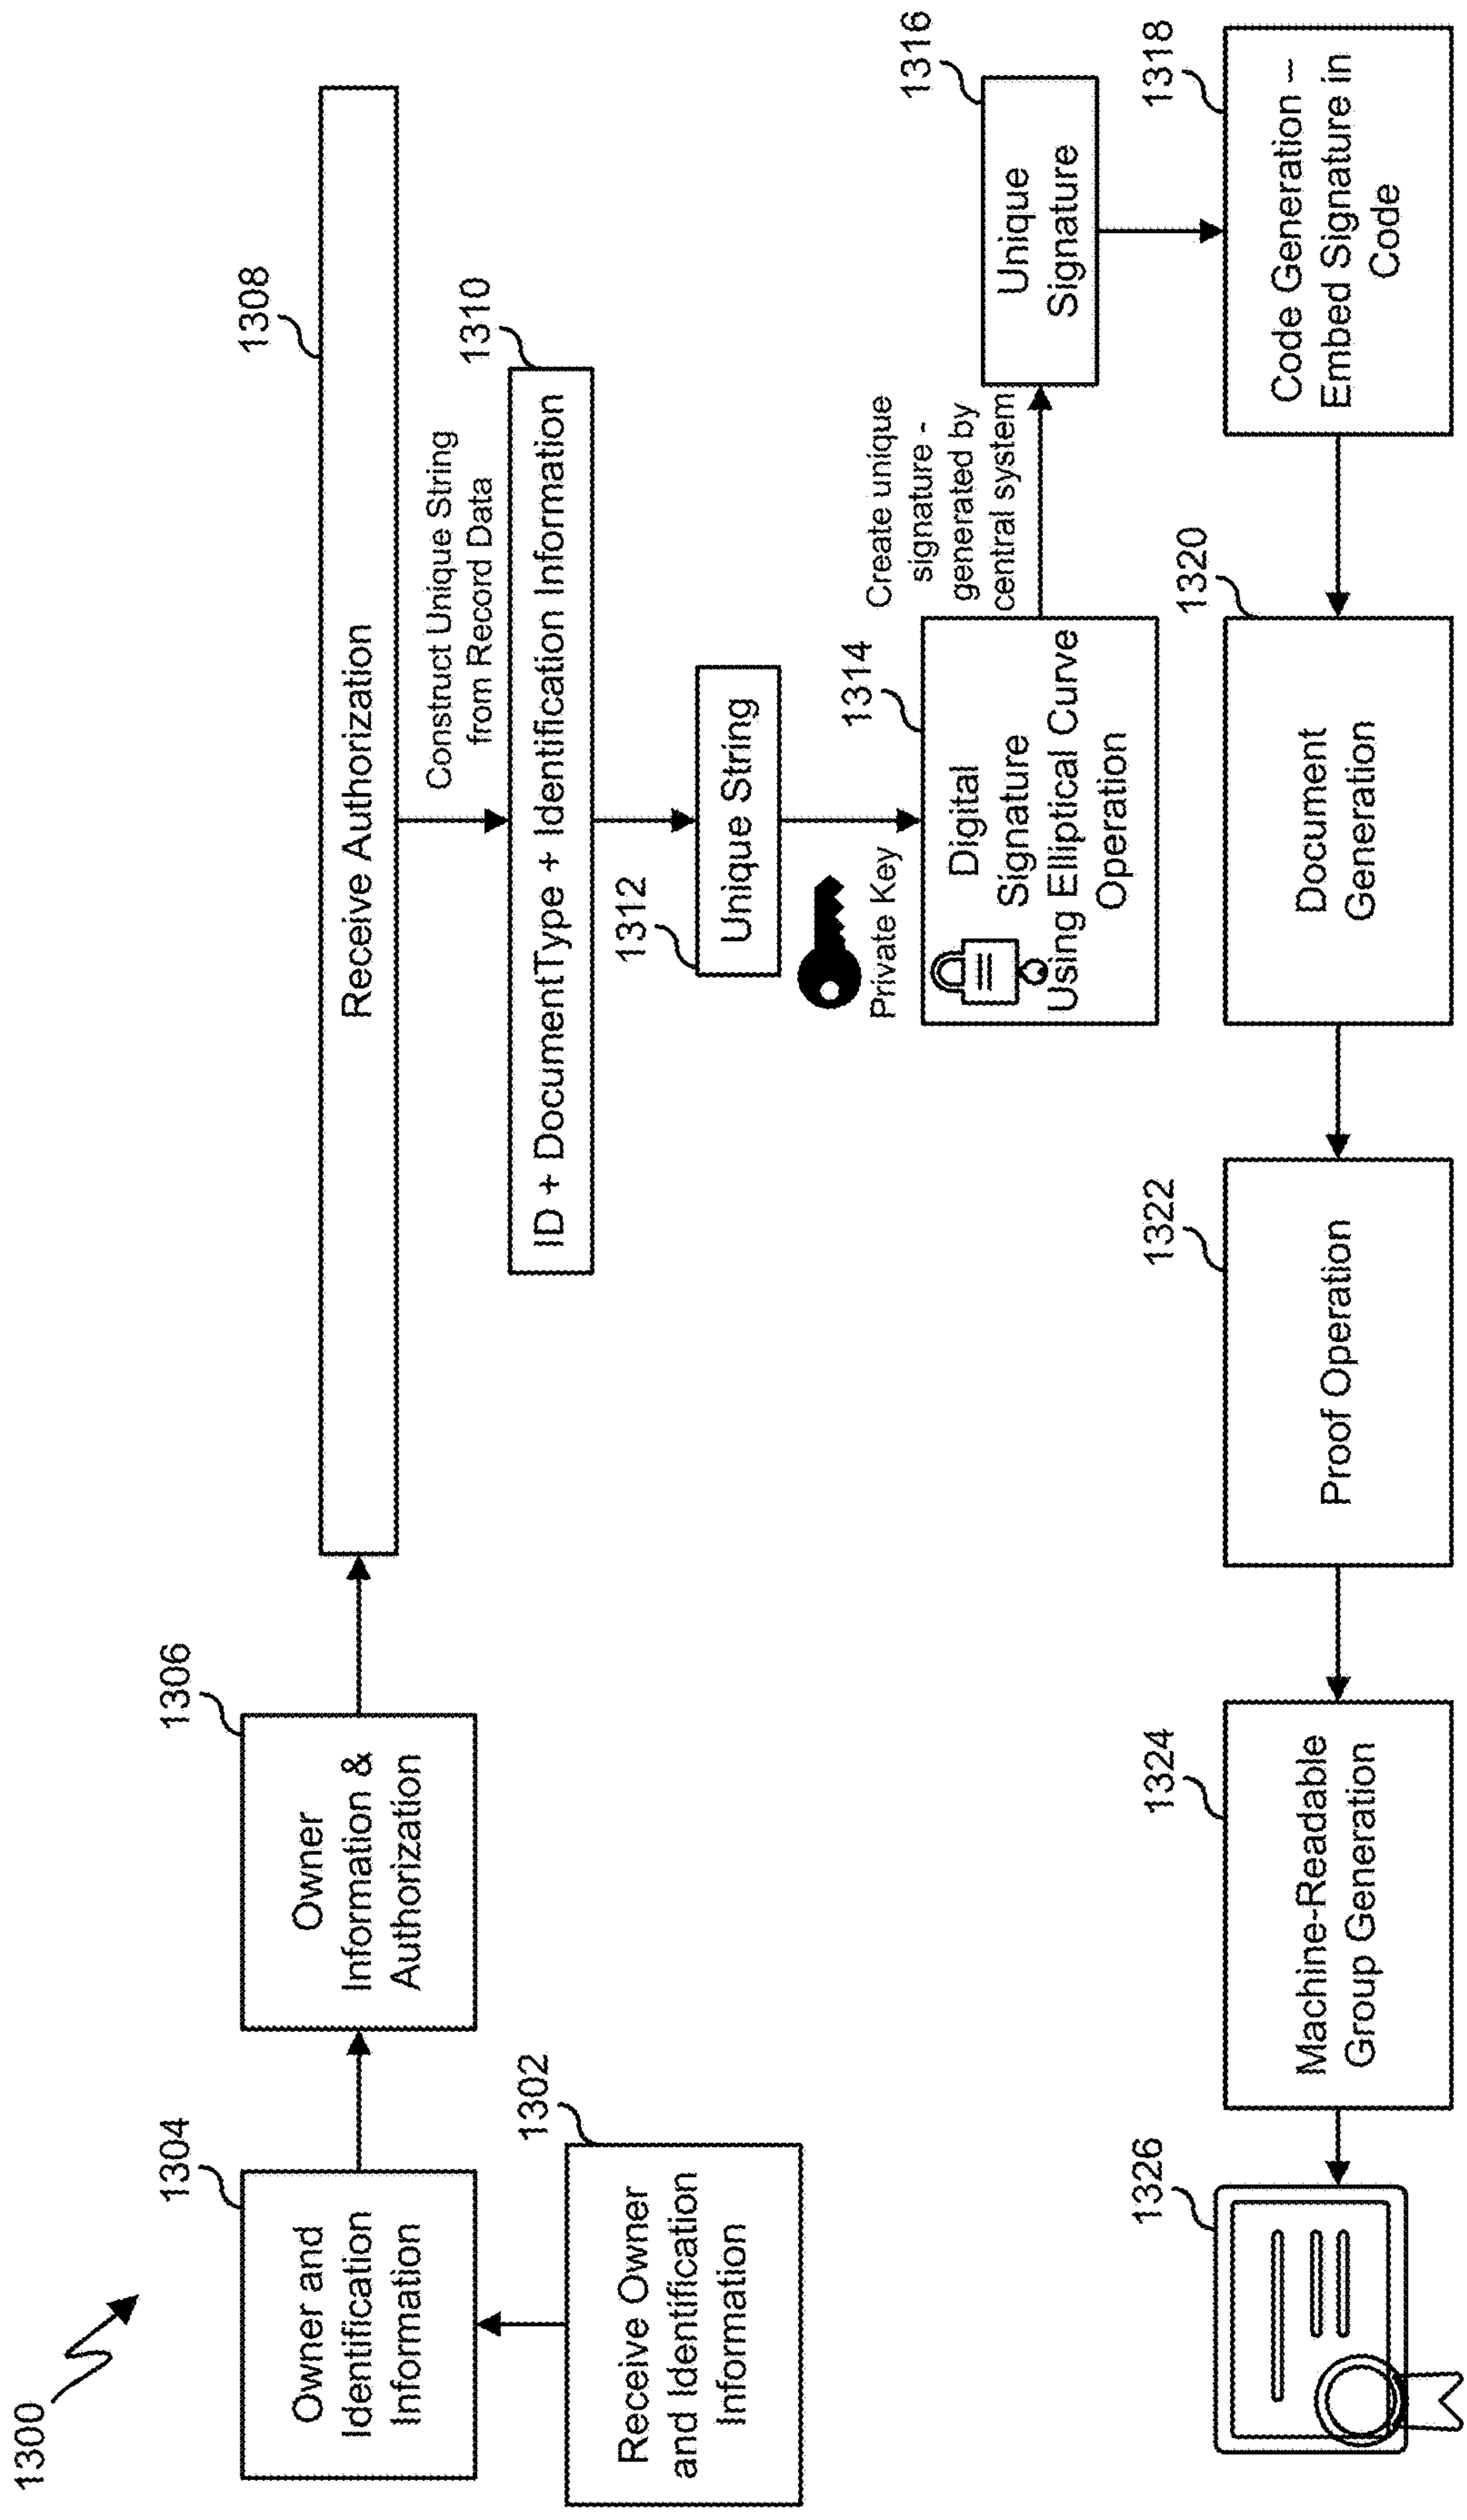 1300
1304
Owner and
Identification
Information
1302
Receive Owner
and Identification
Information
1306
Owner
Information &
Authorization
1308
Receive Authorization
Construct Unique String
from Record Data
1310
ID + DocumentType + Identification Information
1312
Unique String
Private Key
1314
Digital
Signature
Using Elliptical Curve
Operation
Create unique
signature -
generated by
central system
1316
Unique
Signature
1318
Code Generation –
Embed Signature in
Code
1320
Document
Generation
1322
Proof Operation
1324
Machine-Readable
Group Generation
1326